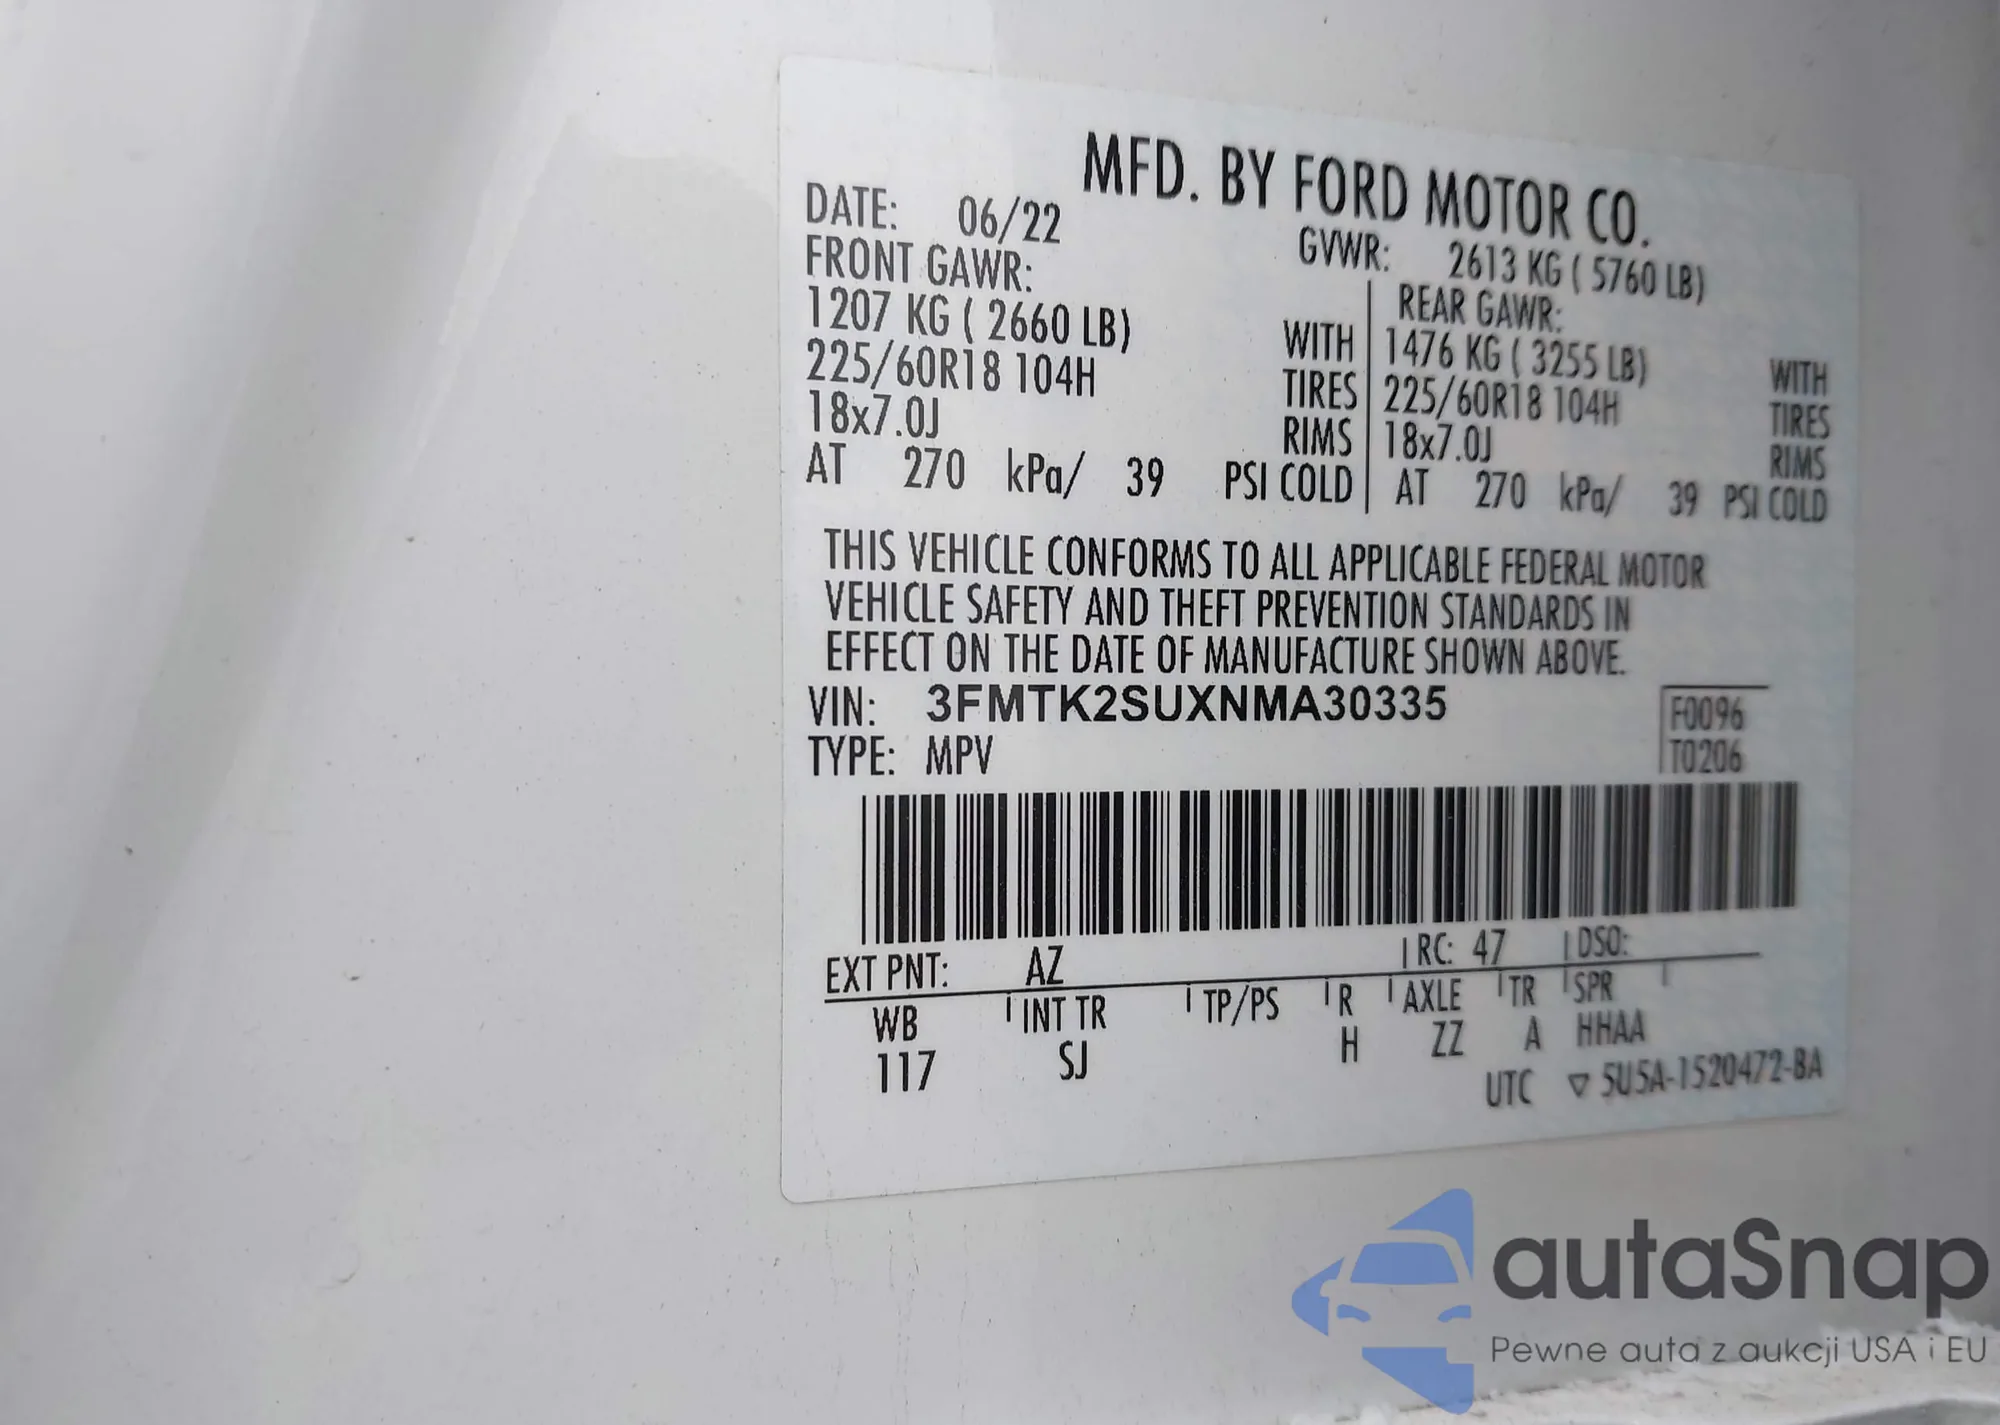 MFD. BY FORD MOTOR CO.
DATE: 06/22
GVWR: 2613 KG ( 5760 LB)
FRONT GAWR:
1207 KG ( 2660 LB) WITH
225/60R18 104H TIRES
18x7.0J RIMS
AT 270 kPa/ 39 PSI COLD
REAR GAWR:
1476 KG ( 3255 LB) WITH
225/60R18 104H TIRES
18x7.0J RIMS
AT 270 kPa/ 39 PSI COLD
THIS VEHICLE CONFORMS TO ALL APPLICABLE FEDERAL MOTOR
VEHICLE SAFETY AND THEFT PREVENTION STANDARDS IN
EFFECT ON THE DATE OF MANUFACTURE SHOWN ABOVE.
VIN: 3FMTK2SUXNMA30335
TYPE: MPV
F0096
T0206
EXT PNT: AZ RC: 47 DSO:
WB INT TR TP/PS R AXLE TR SPR
117 SJ H ZZ A HHAA
UTC ▽ 5U5A-1520472-BA
autaSnap
Pewne auta z aukcji USA i EU